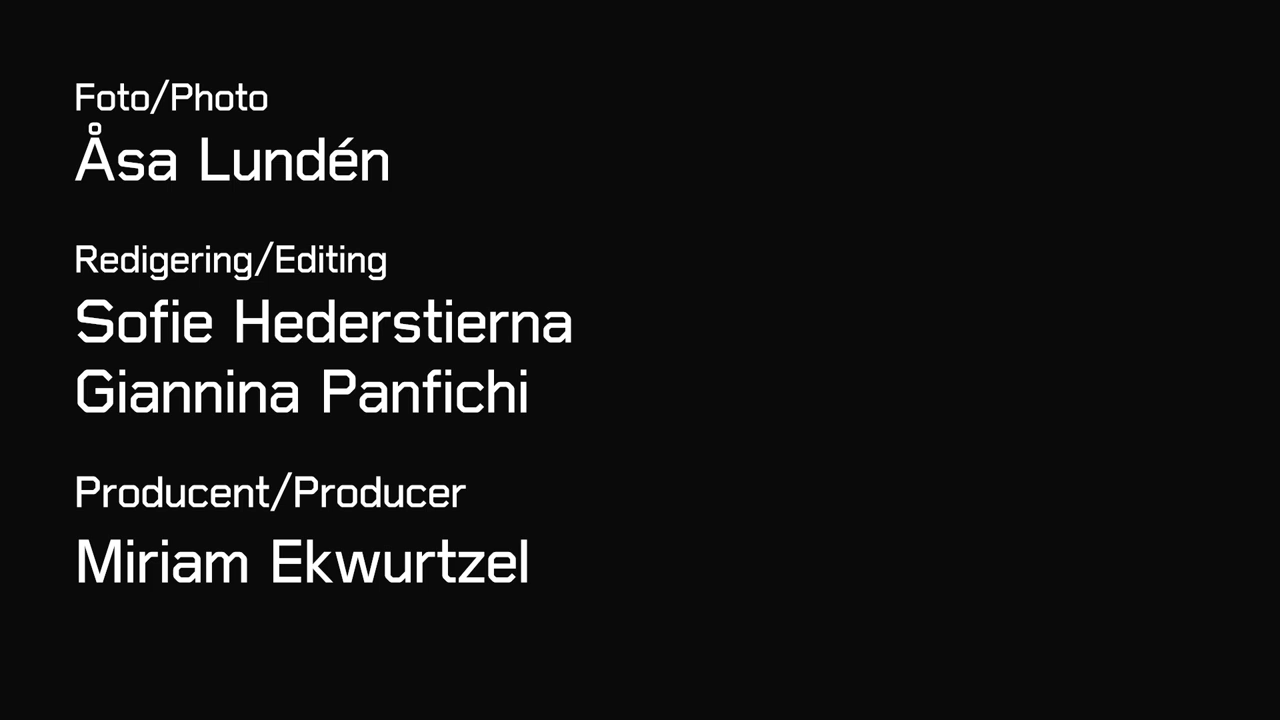 Foto/Photo
Åsa Lundén
Redigering/Editing
Sofie Hederstierna
Giannina Panfichi
Producent/Producer
Miriam Ekwurtzel